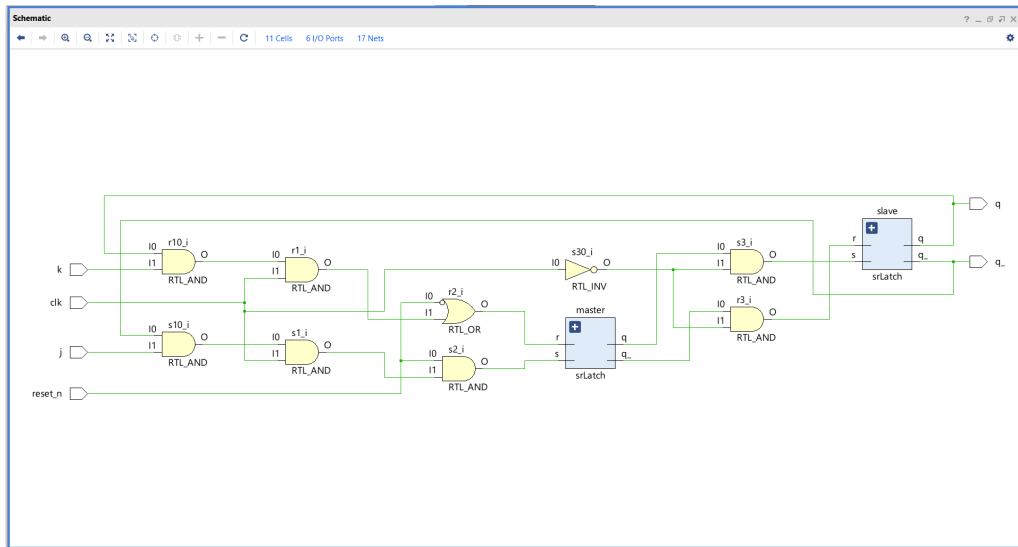 Schematic
11 Cells 6 I/O Ports 17 Nets
k
clk
j
reset_n
r10_i
I0
I1
O
RTL_AND
s10_i
I0
I1
O
RTL_AND
r1_i
I0
I1
O
RTL_AND
s1_i
I0
I1
O
RTL_AND
r2_i
I0
I1
O
RTL_OR
s2_i
I0
I1
O
RTL_AND
s30_i
I0
O
RTL_INV
master
r
s
q
q_
srLatch
s3_i
I0
I1
O
RTL_AND
r3_i
I0
I1
O
RTL_AND
slave
r
s
q
q_
srLatch
q
q_